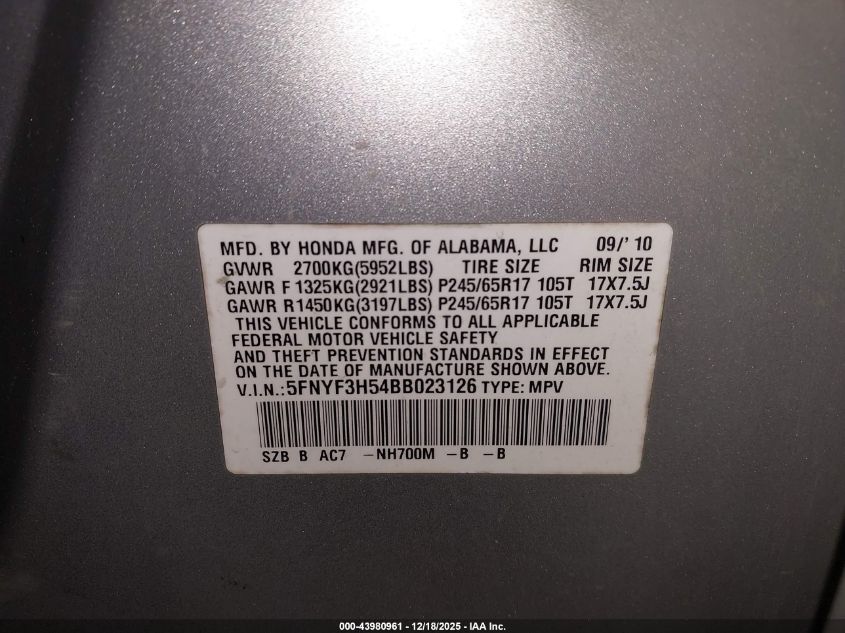 MFD. BY HONDA MFG. OF ALABAMA, LLC 09/' 10
GVWR 2700KG(5952LBS) TIRE SIZE RIM SIZE
GAWR F 1325KG(2921LBS) P245/65R17 105T 17X7.5J
GAWR R1450KG(3197LBS) P245/65R17 105T 17X7.5J
THIS VEHICLE CONFORMS TO ALL APPLICABLE
FEDERAL MOTOR VEHICLE SAFETY
AND THEFT PREVENTION STANDARDS IN EFFECT
ON THE DATE OF MANUFACTURE SHOWN ABOVE.
V.I.N.:5FNYF3H54BB023126 TYPE: MPV
SZB B AC7 -NH700M -B -B
000-43980961 - 12/18/2025 - IAA Inc.